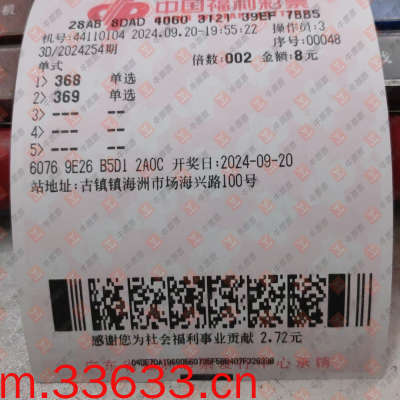 中国福利彩票
28AB 8DAD 4060 3121 39EF 7BB5
机号:44110104 2024.09.20-19:55:22 操作员:3
3D/2024254期 序号:00048
单式 倍数:002 金额:8元
1> 368 单选
2> 369 单选
3> --- ---
4> --- ---
5> --- ---
6076 9E26 B5D1 2A0C 开奖日:2024-09-20
站地址:古镇镇海洲市场海兴路100号
感谢您为社会福利事业贡献 2.72元
m.33633.cn